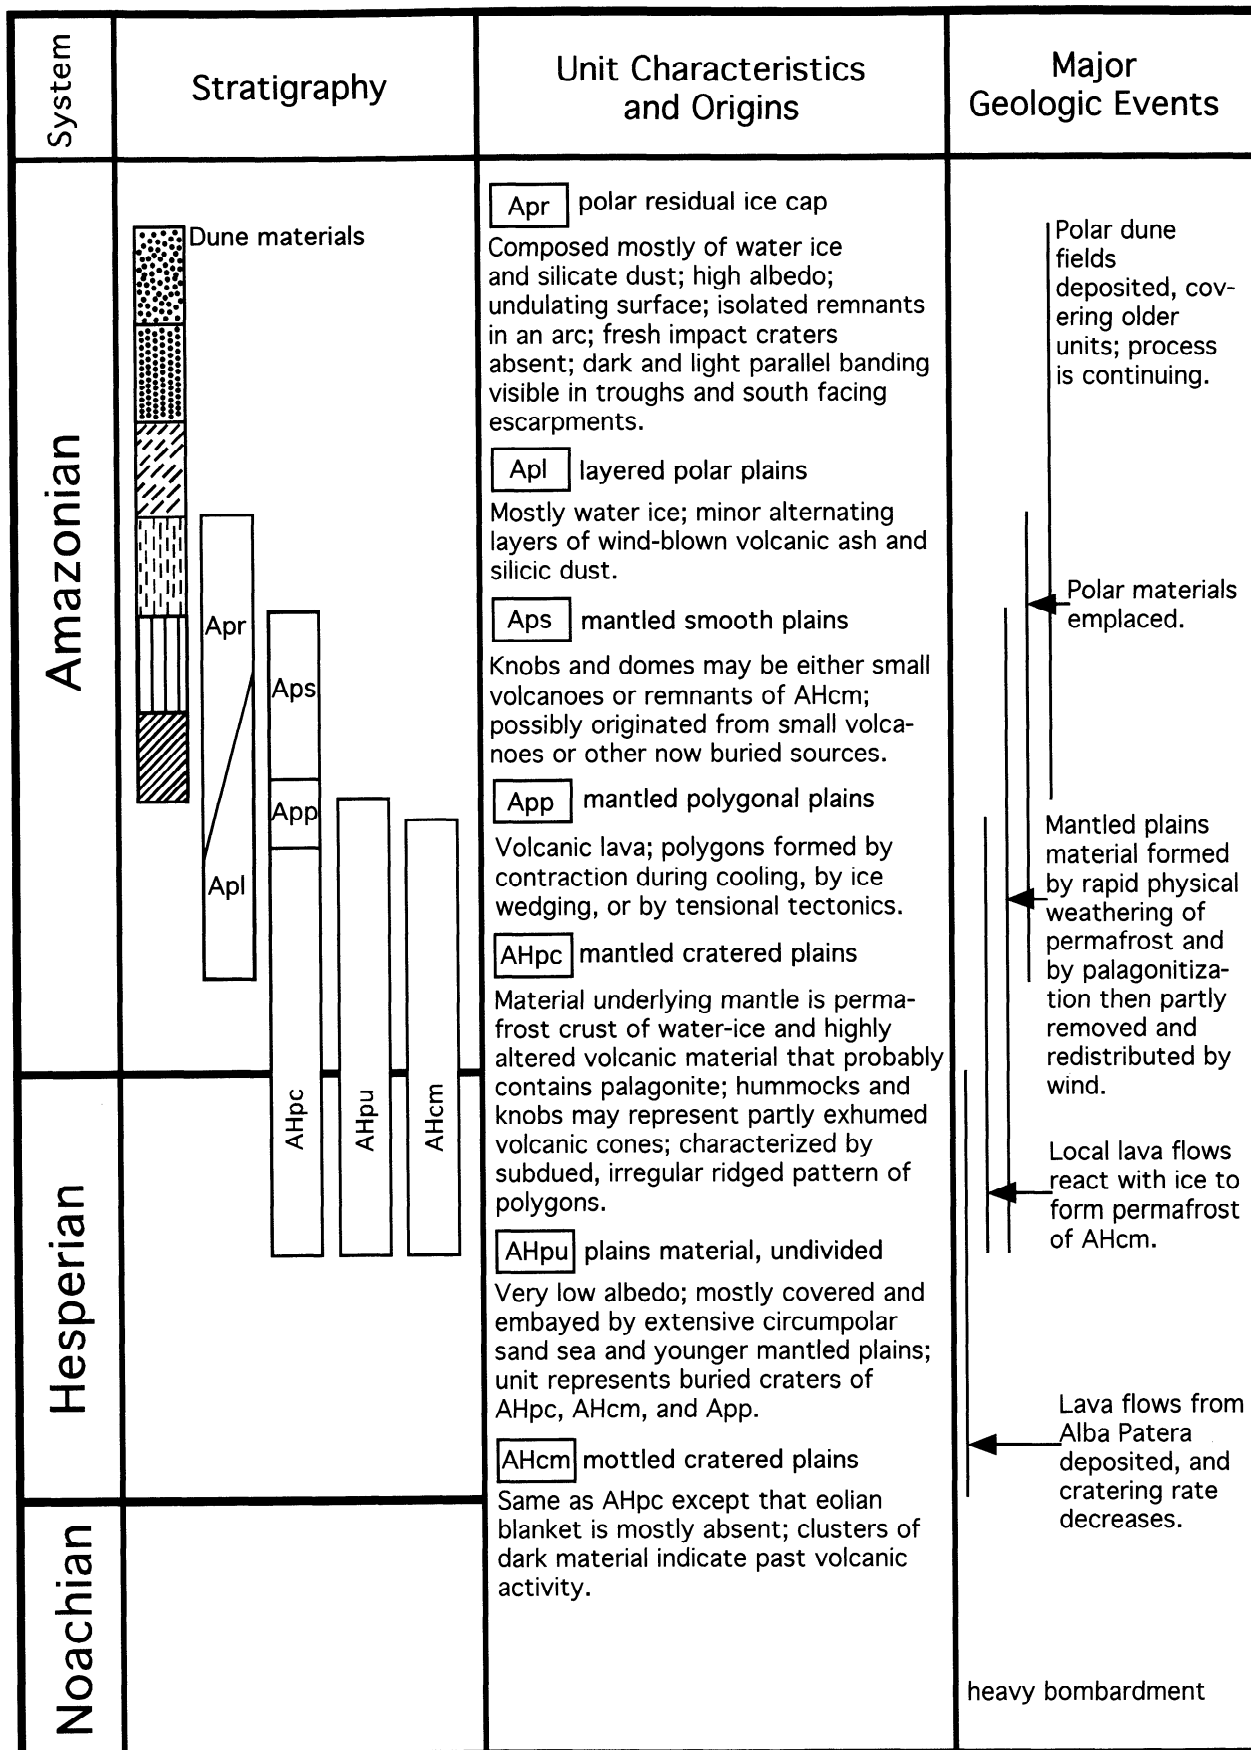 System
Stratigraphy
Unit Characteristics
and Origins
Major
Geologic Events
Amazonian
Hesperian
Noachian
Dune materials
Apr
Apl
Aps
App
AHpc
AHpu
AHcm
Apr polar residual ice cap
Composed mostly of water ice
and silicate dust; high albedo;
undulating surface; isolated remnants
in an arc; fresh impact craters
absent; dark and light parallel banding
visible in troughs and south facing
escarpments.
Apl layered polar plains
Mostly water ice; minor alternating
layers of wind-blown volcanic ash and
silicic dust.
Aps mantled smooth plains
Knobs and domes may be either small
volcanoes or remnants of AHcm;
possibly originated from small volca-
noes or other now buried sources.
App mantled polygonal plains
Volcanic lava; polygons formed by
contraction during cooling, by ice
wedging, or by tensional tectonics.
AHpc mantled cratered plains
Material underlying mantle is perma-
frost crust of water-ice and highly
altered volcanic material that probably
contains palagonite; hummocks and
knobs may represent partly exhumed
volcanic cones; characterized by
subdued, irregular ridged pattern of
polygons.
AHpu plains material, undivided
Very low albedo; mostly covered and
embayed by extensive circumpolar
sand sea and younger mantled plains;
unit represents buried craters of
AHpc, AHcm, and App.
AHcm mottled cratered plains
Same as AHpc except that eolian
blanket is mostly absent; clusters of
dark material indicate past volcanic
activity.
Polar dune
fields
deposited, cov-
ering older
units; process
is continuing.
Polar materials
emplaced.
Mantled plains
material formed
by rapid physical
weathering of
permafrost and
by palagonitiza-
tion then partly
removed and
redistributed by
wind.
Local lava flows
react with ice to
form permafrost
of AHcm.
Lava flows from
Alba Patera
deposited, and
cratering rate
decreases.
heavy bombardment